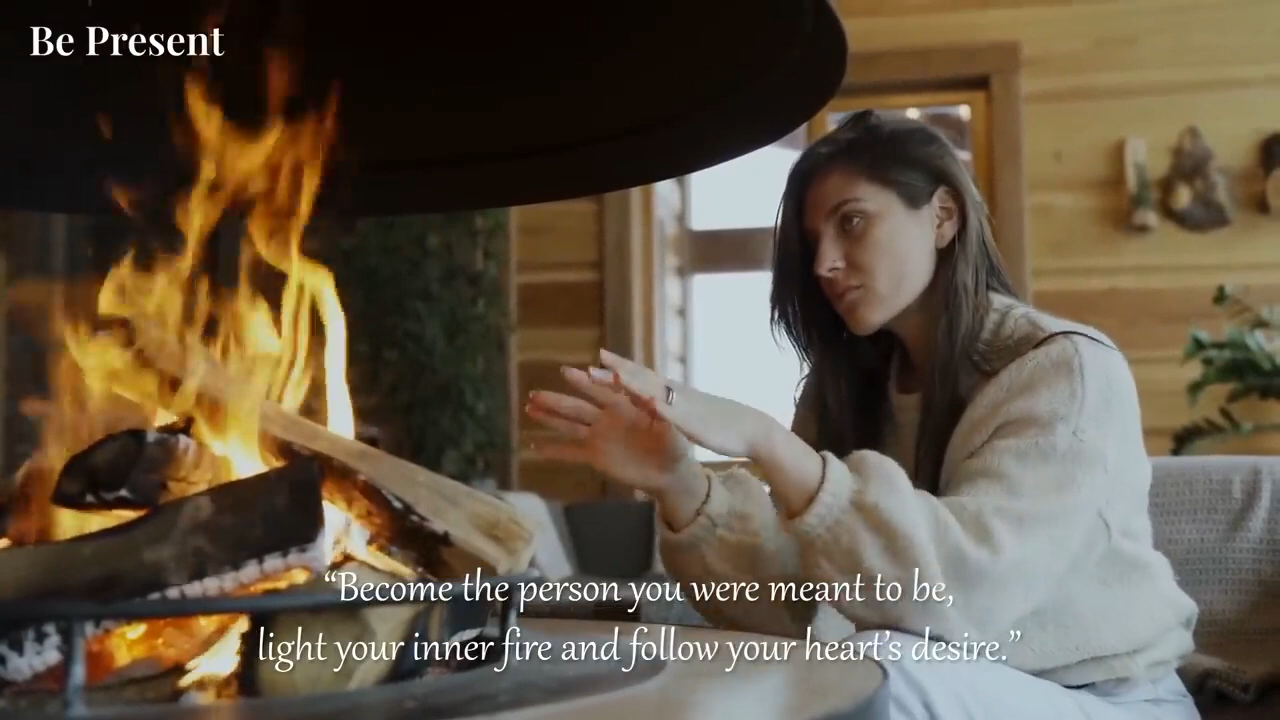 Be Present
“Become the person you were meant to be,
light your inner fire and follow your heart’s desire.”